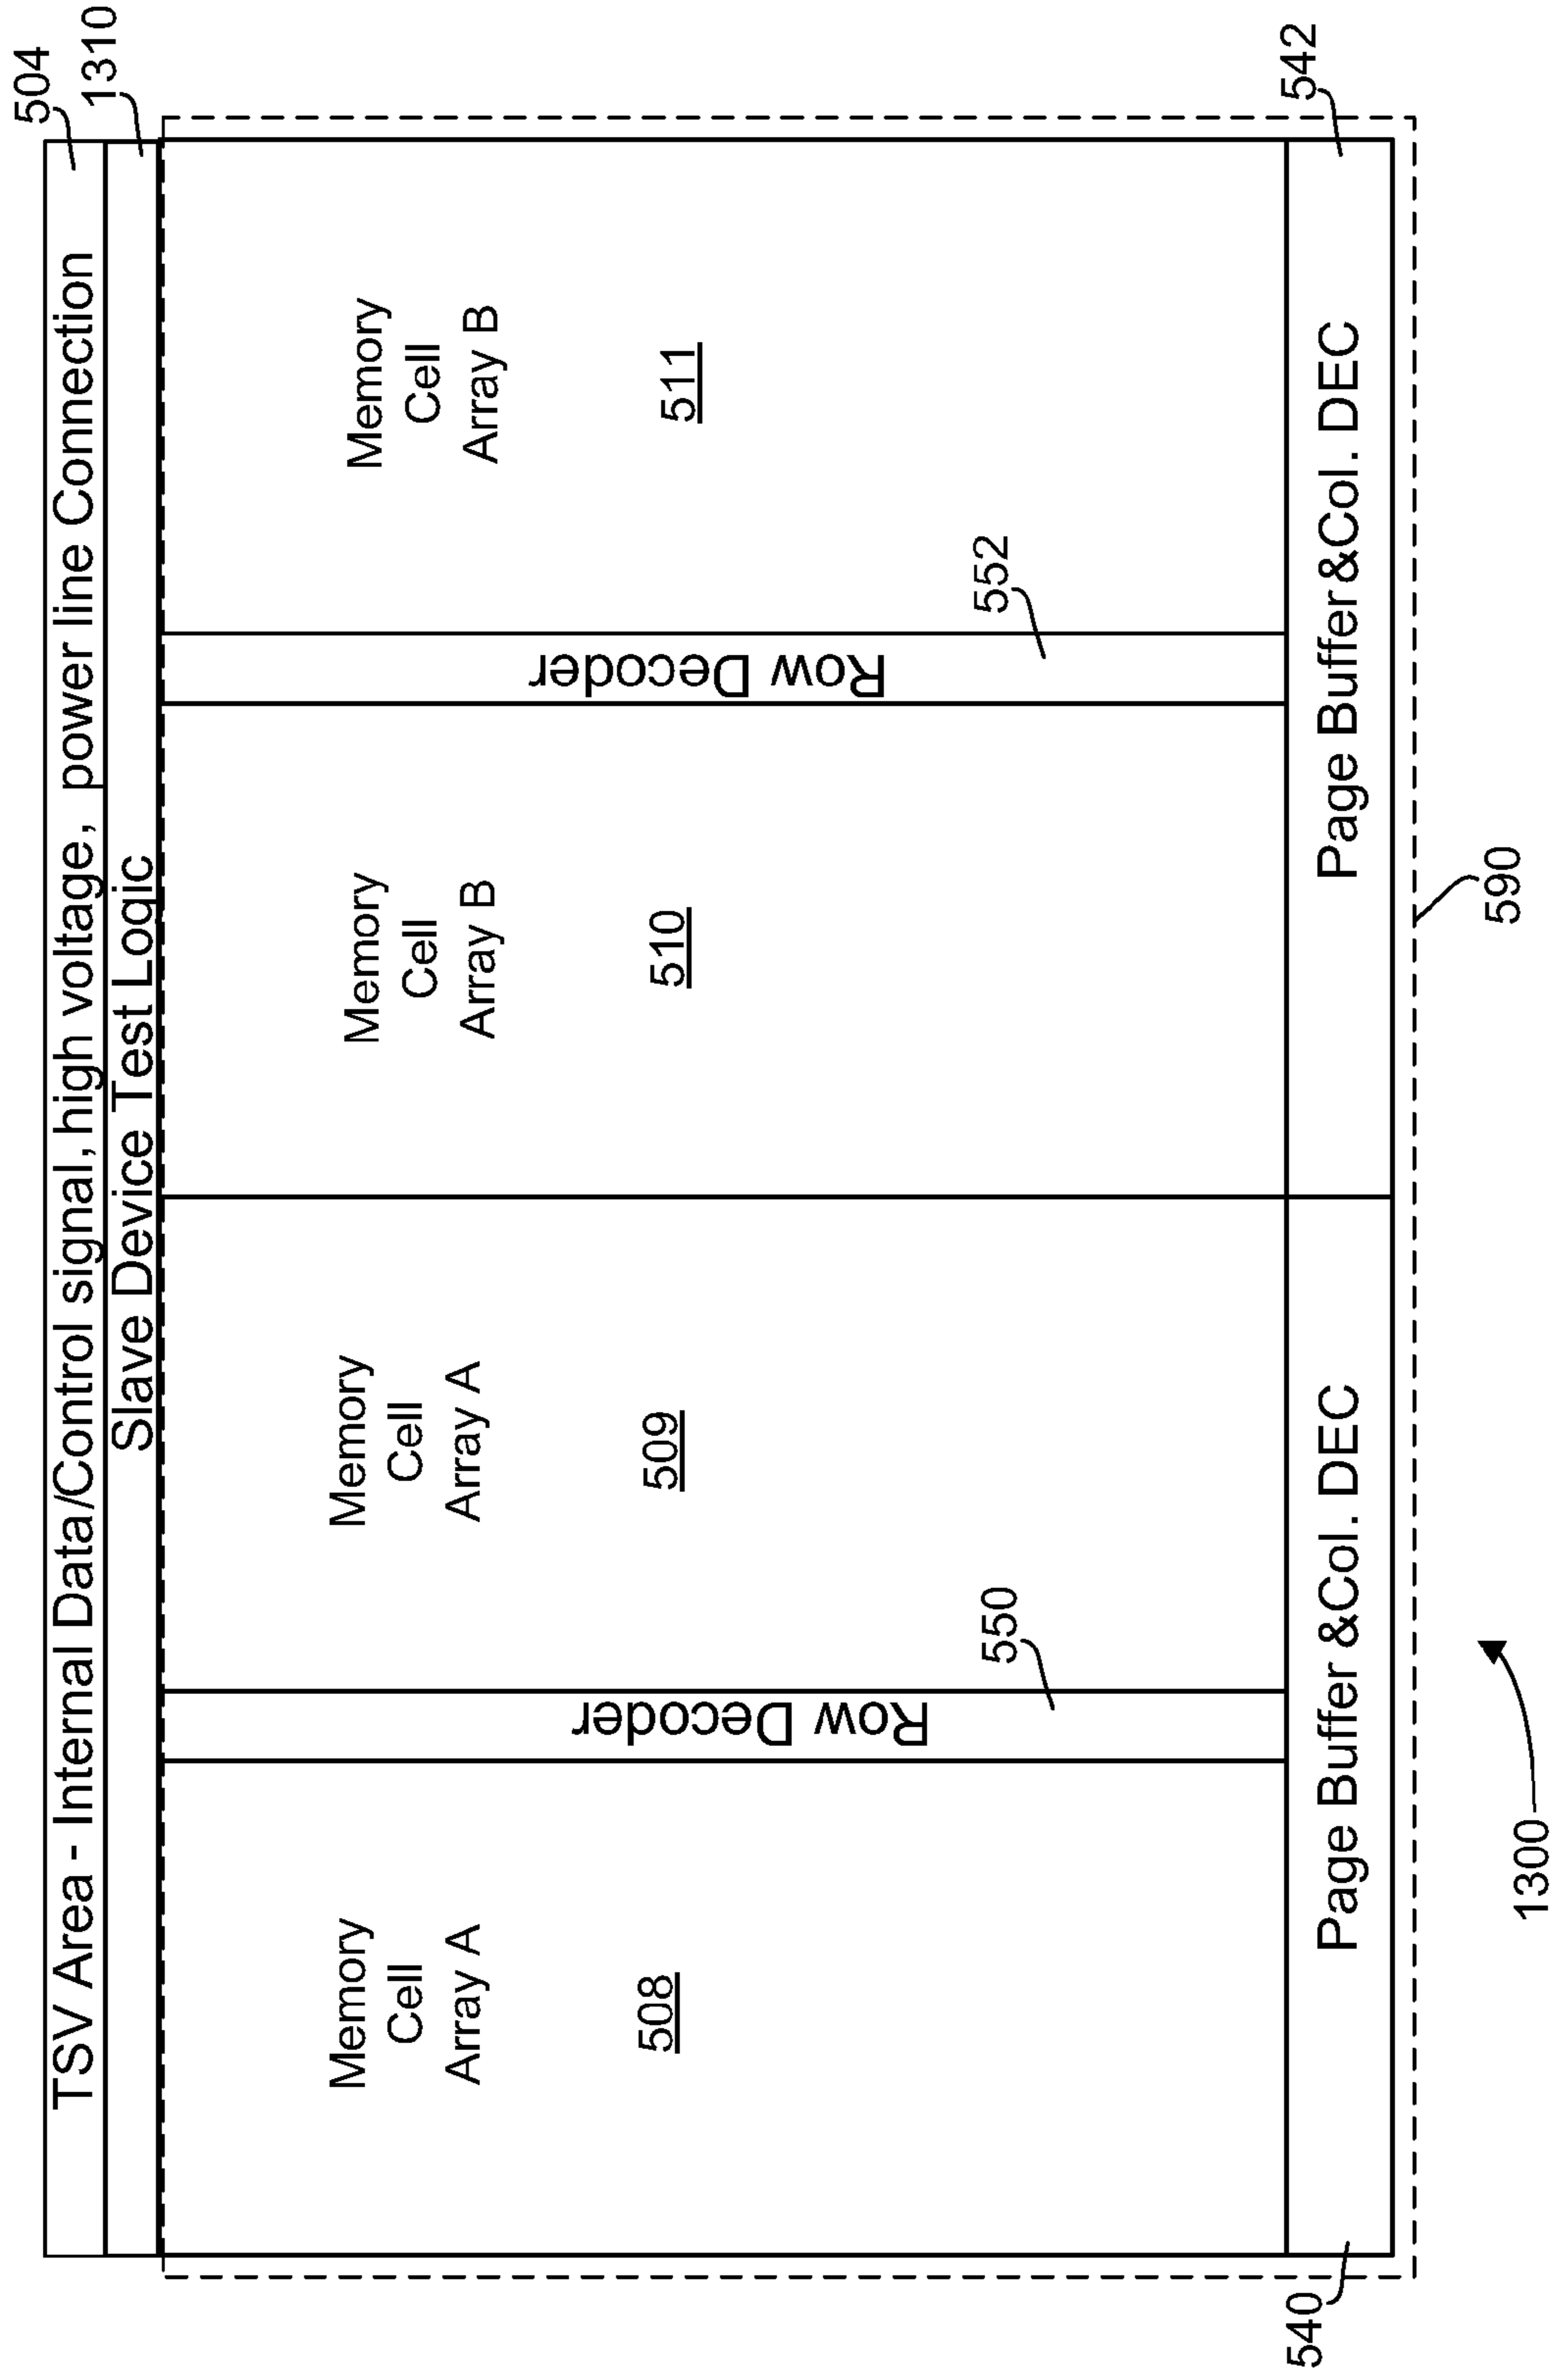 504
TSV Area - Internal Data/Control signal, high voltage, power line Connection
1310
Slave Device Test Logic
Memory
Cell
Array A
508
Row Decoder
550
Memory
Cell
Array A
509
Memory
Cell
Array B
510
Row Decoder
552
Memory
Cell
Array B
511
540
Page Buffer &Col. DEC
Page Buffer&Col. DEC
542
590
1300